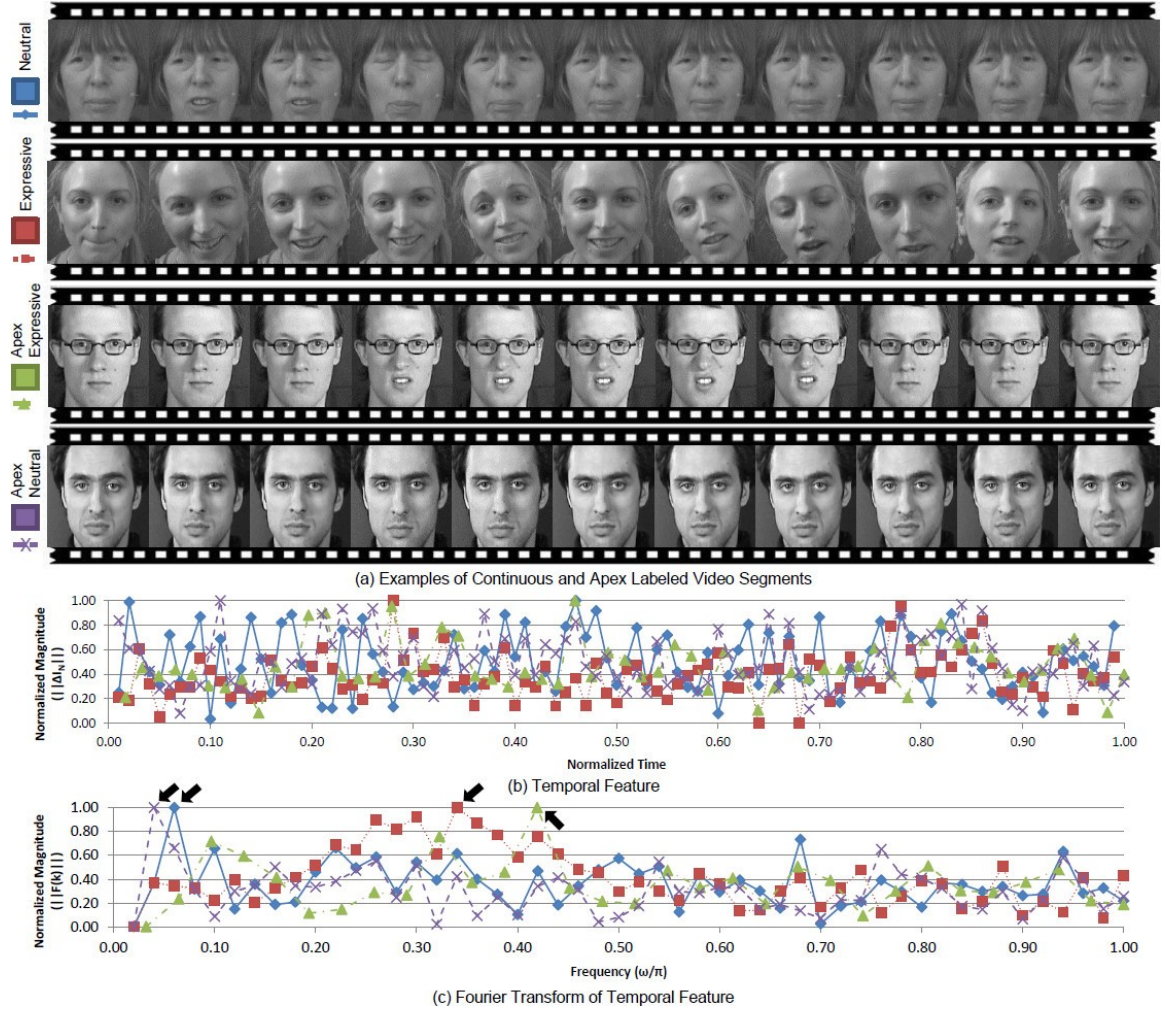 Neutral
Expressive
Apex
Expressive
Apex
Neutral
(a) Examples of Continuous and Apex Labeled Video Segments
Normalized Magnitude
(||Δₖ||)
1.00
0.80
0.60
0.40
0.20
0.00
0.00 0.10 0.20 0.30 0.40 0.50 0.60 0.70 0.80 0.90 1.00
Normalized Time
(b) Temporal Feature
Normalized Magnitude
(||F(k)||)
1.00
0.80
0.60
0.40
0.20
0.00
0.00 0.10 0.20 0.30 0.40 0.50 0.60 0.70 0.80 0.90 1.00
Frequency (ω/π)
(c) Fourier Transform of Temporal Feature